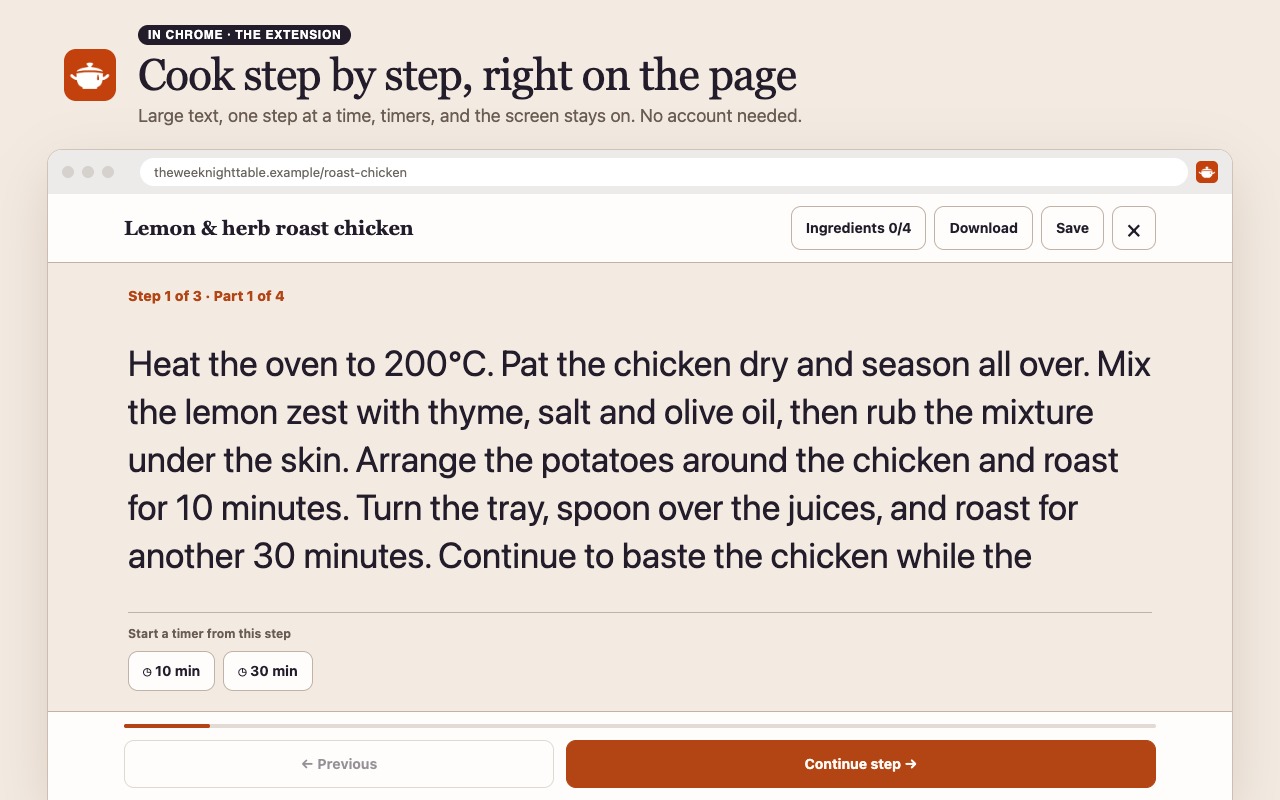 IN CHROME · THE EXTENSION
Cook step by step, right on the page
Large text, one step at a time, timers, and the screen stays on. No account needed.
theweeknighttable.example/roast-chicken
Lemon & herb roast chicken
Ingredients 0/4
Download
Save
×
Step 1 of 3 · Part 1 of 4
Heat the oven to 200°C. Pat the chicken dry and season all over. Mix
the lemon zest with thyme, salt and olive oil, then rub the mixture
under the skin. Arrange the potatoes around the chicken and roast
for 10 minutes. Turn the tray, spoon over the juices, and roast for
another 30 minutes. Continue to baste the chicken while the
Start a timer from this step
◷ 10 min
◷ 30 min
← Previous
Continue step →